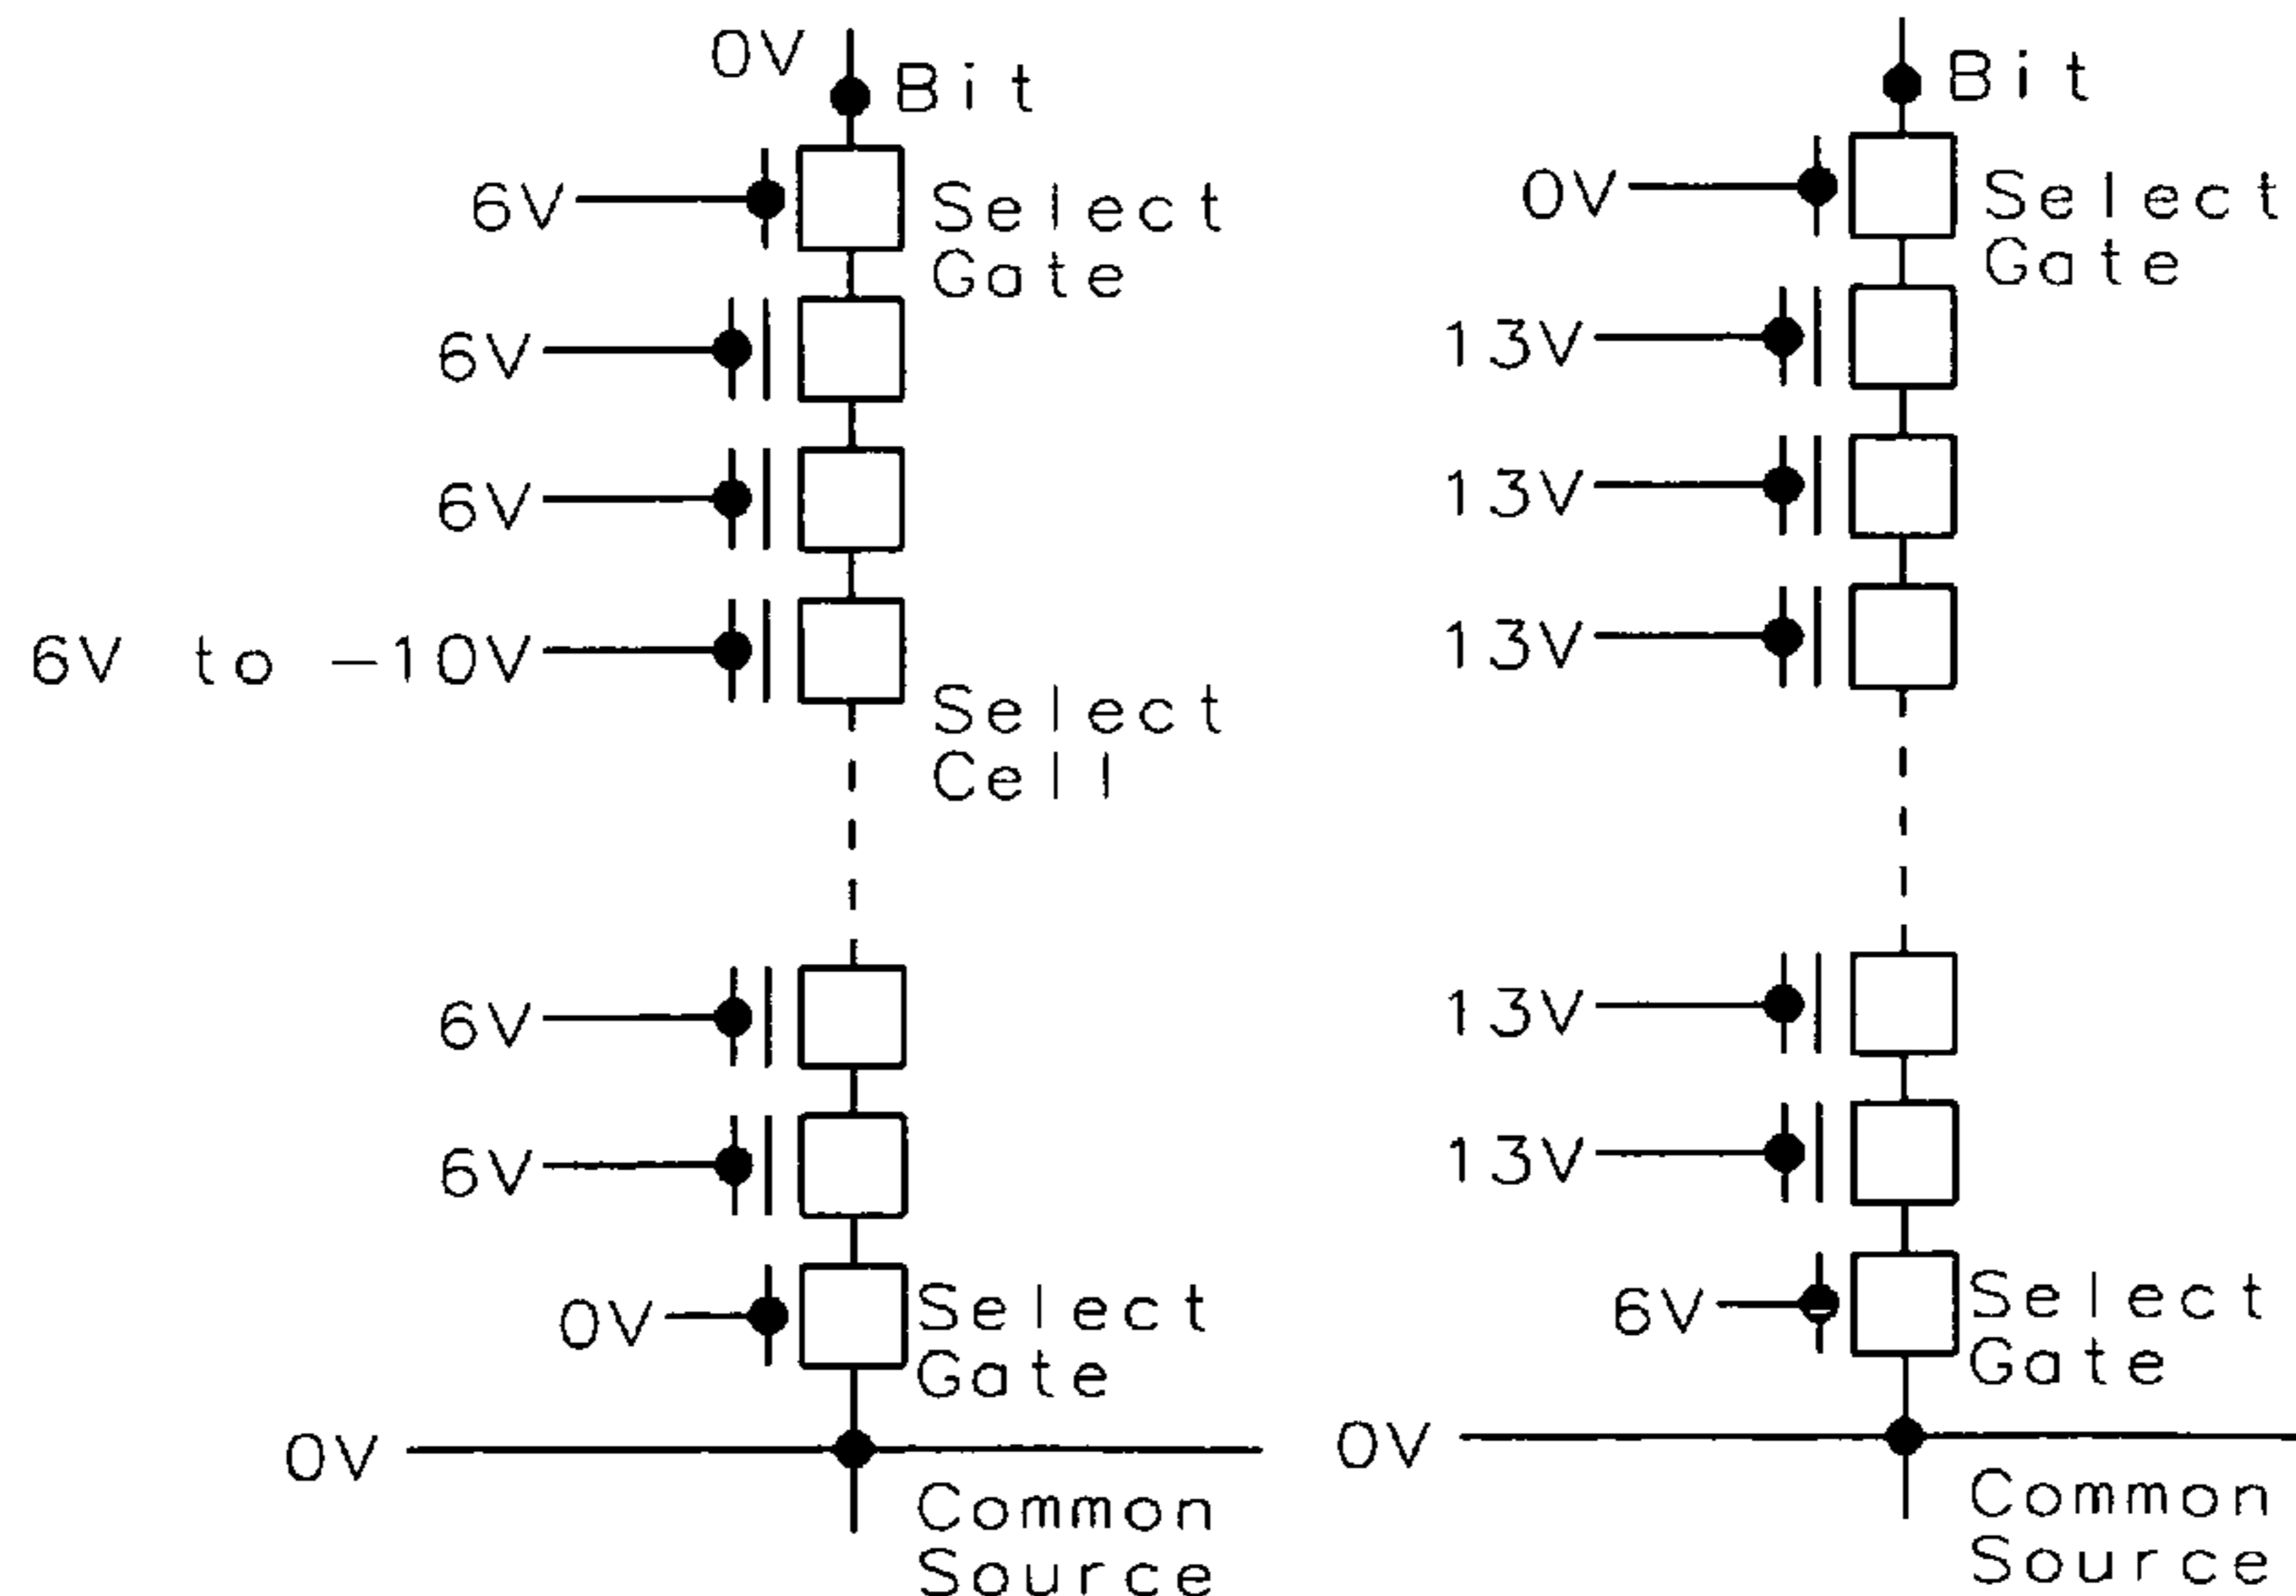 0V
Bit
6V
Select
Gate
6V
6V
6V to -10V
Select
Cell
6V
6V
0V
Select
Gate
0V
Common
Source
Bit
0V
Select
Gate
13V
13V
13V
13V
13V
6V
Select
Gate
0V
Common
Source